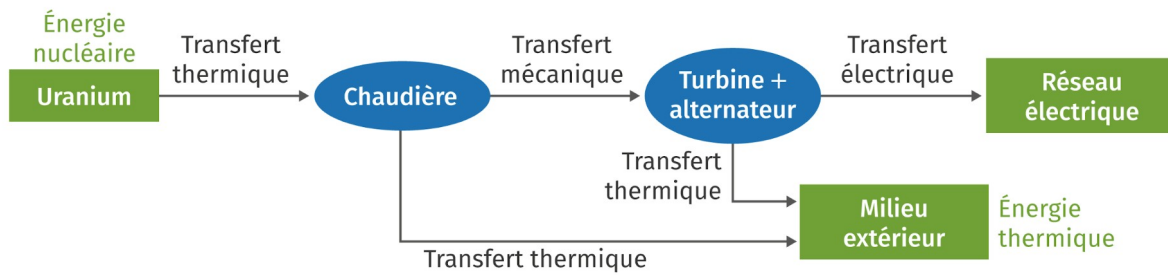 Énergie
nucléaire
Uranium
Transfert
thermique
Chaudière
Transfert
mécanique
Turbine +
alternateur
Transfert
électrique
Réseau
électrique
Transfert
thermique
Milieu
extérieur
Énergie
thermique
Transfert thermique